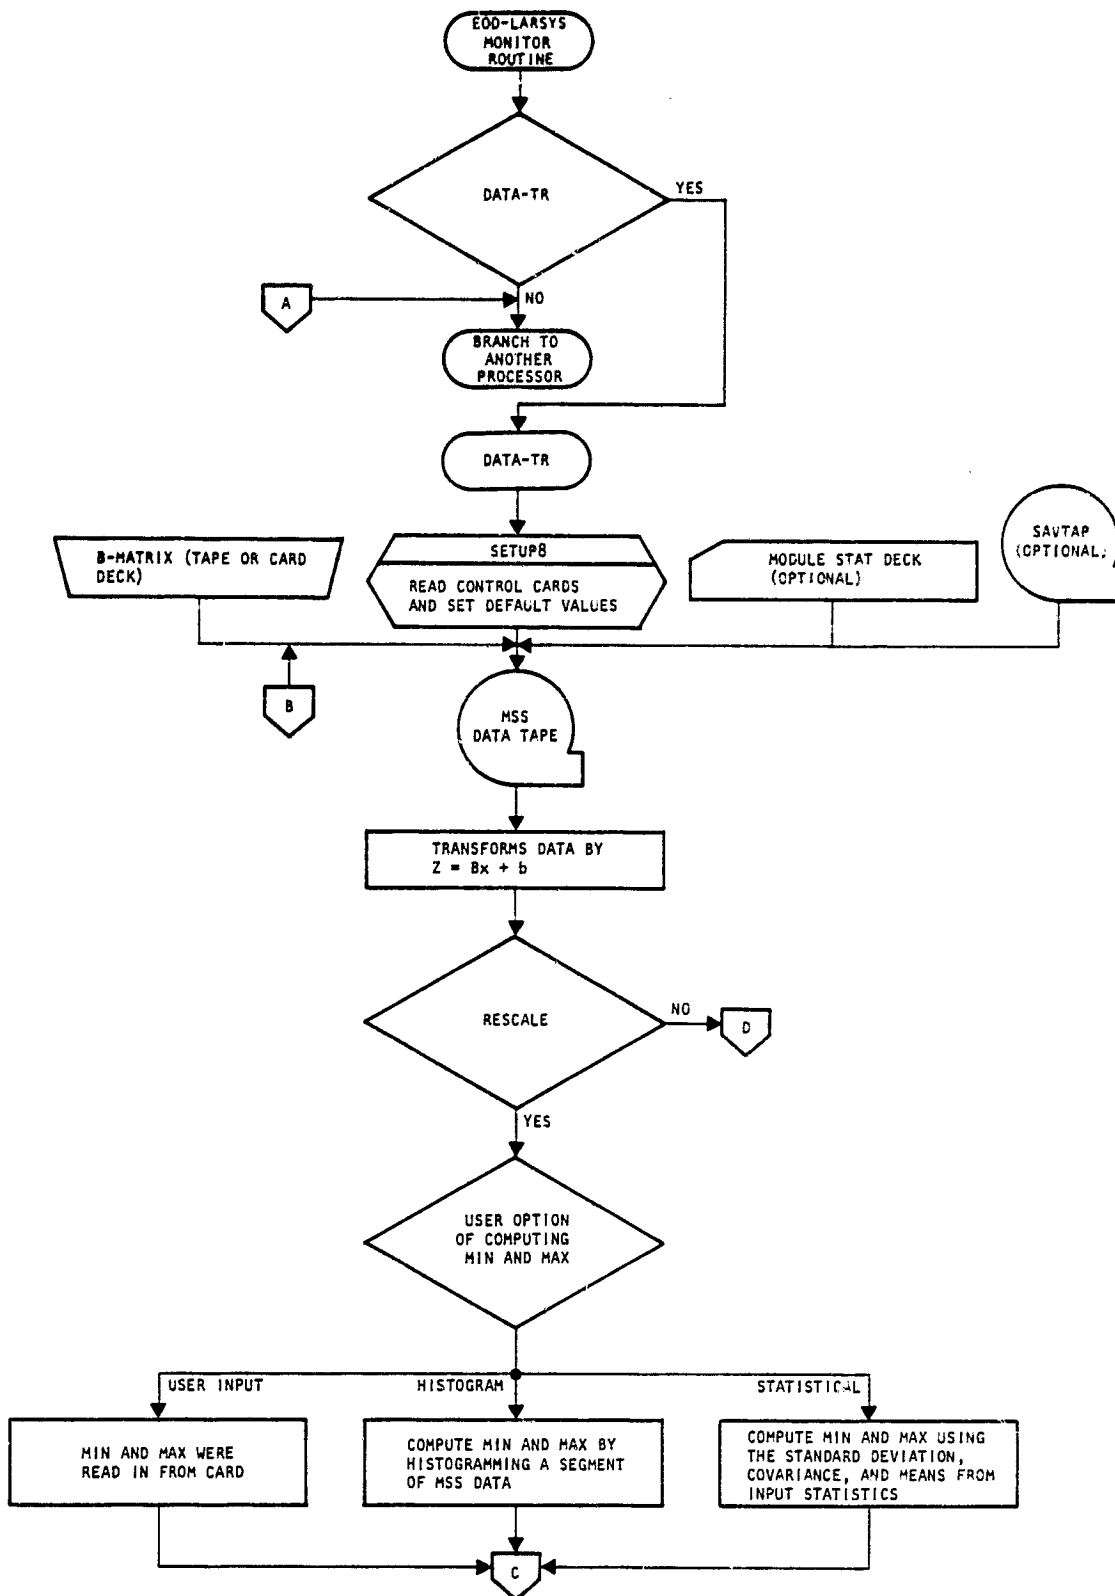 EOD-LARSYS
MONITOR
ROUTINE
DATA-TR
YES
A
NO
BRANCH TO
ANOTHER
PROCESSOR
DATA-TR
B-MATRIX (TAPE OR CARD
DECK)
SETUP8
READ CONTROL CARDS
AND SET DEFAULT VALUES
MODULE STAT DECK
(OPTIONAL)
SAVTAP
(OPTIONAL)
B
MSS
DATA TAPE
TRANSFORMS DATA BY
Z = Bx + b
RESCALE
NO
D
YES
USER OPTION
OF COMPUTING
MIN AND MAX
USER INPUT
HISTOGRAM
STATISTICAL
MIN AND MAX WERE
READ IN FROM CARD
COMPUTE MIN AND MAX BY
HISTOGRAMMING A SEGMENT
OF MSS DATA
COMPUTE MIN AND MAX USING
THE STANDARD DEVIATION,
COVARIANCE, AND MEANS FROM
INPUT STATISTICS
C